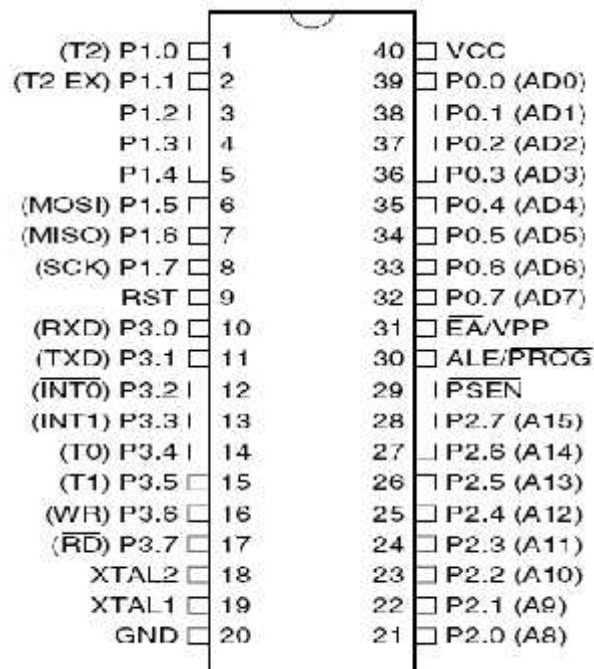 (T2) P1.0 1 40 VCC
(T2 EX) P1.1 2 39 P0.0 (AD0)
P1.2 3 38 P0.1 (AD1)
P1.3 4 37 P0.2 (AD2)
P1.4 5 36 P0.3 (AD3)
(MOSI) P1.5 6 35 P0.4 (AD4)
(MISO) P1.6 7 34 P0.5 (AD5)
(SCK) P1.7 8 33 P0.6 (AD6)
RST 9 32 P0.7 (AD7)
(RXD) P3.0 10 31 E̅A̅/VPP
(TXD) P3.1 11 30 ALE/P̅R̅O̅G̅
(I̅N̅T̅0̅) P3.2 12 29 P̅S̅E̅N̅
(INT1) P3.3 13 28 P2.7 (A15)
(T0) P3.4 14 27 P2.6 (A14)
(T1) P3.5 15 26 P2.5 (A13)
(WR) P3.6 16 25 P2.4 (A12)
(R̅D̅) P3.7 17 24 P2.3 (A11)
XTAL2 18 23 P2.2 (A10)
XTAL1 19 22 P2.1 (A9)
GND 20 21 P2.0 (A8)